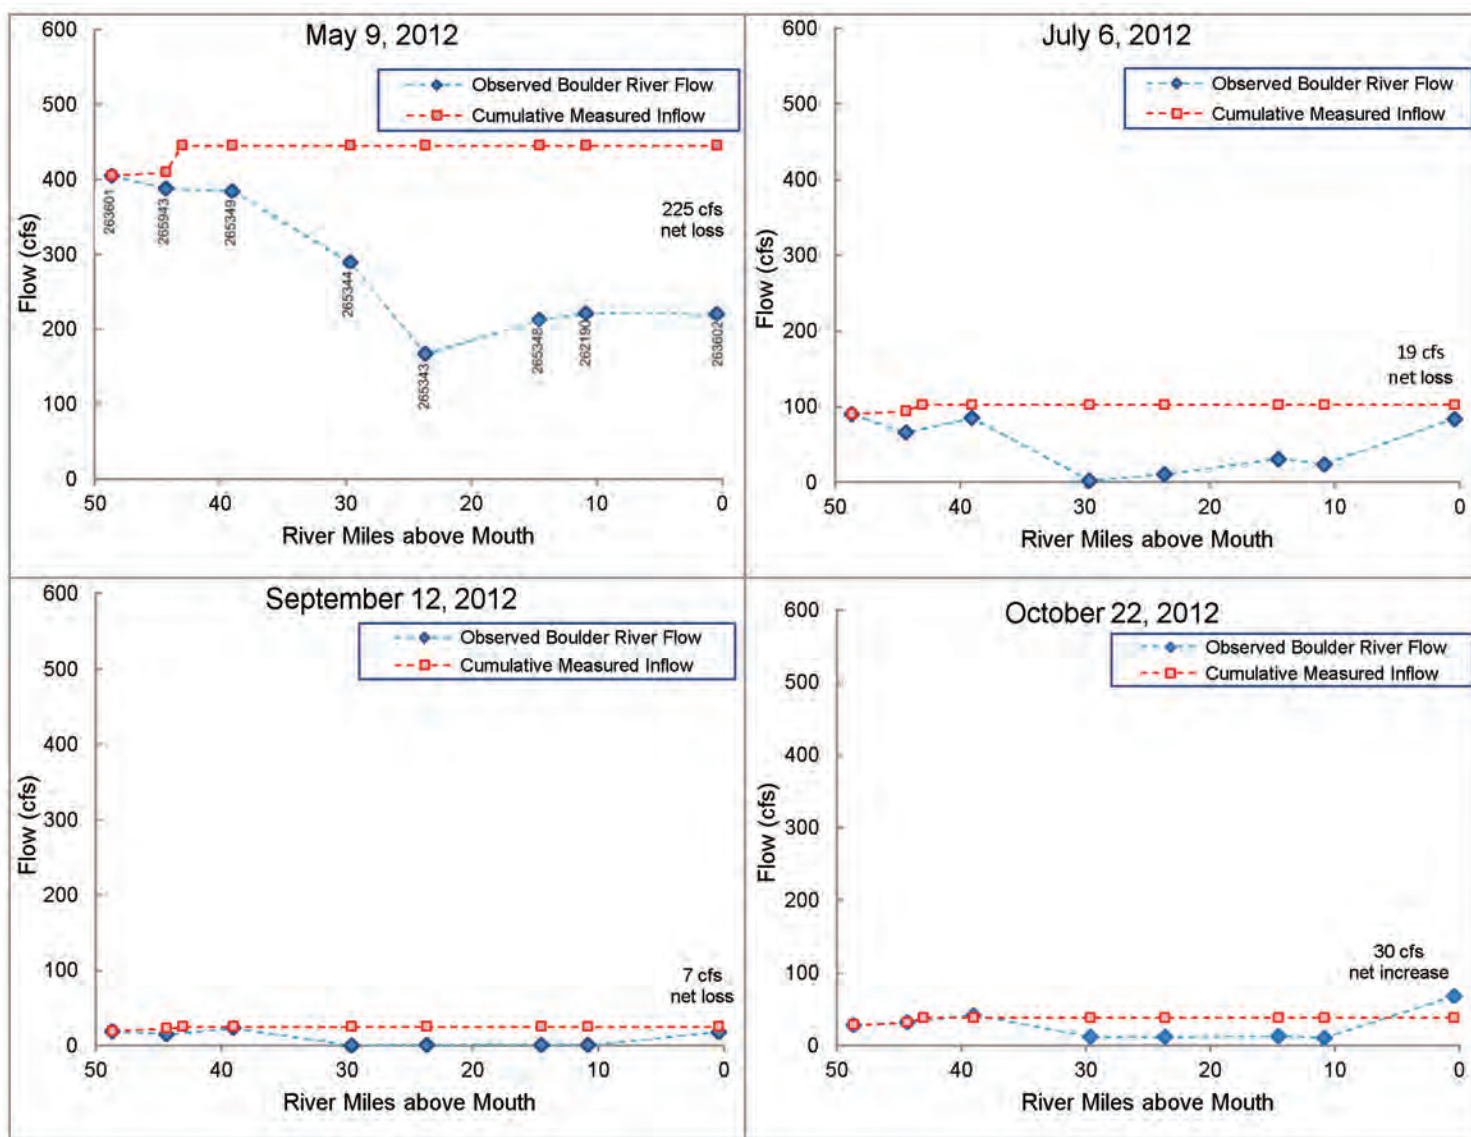 May 9, 2012
Observed Boulder River Flow
Cumulative Measured Inflow
600
500
400
300
200
100
0
Flow (cfs)
263601
265943
265349
265344
265343
265348
262190
263602
225 cfs
net loss
50
40
30
20
10
0
River Miles above Mouth
July 6, 2012
Observed Boulder River Flow
Cumulative Measured Inflow
600
500
400
300
200
100
0
Flow (cfs)
19 cfs
net loss
50
40
30
20
10
0
River Miles above Mouth
September 12, 2012
Observed Boulder River Flow
Cumulative Measured Inflow
600
500
400
300
200
100
0
Flow (cfs)
7 cfs
net loss
50
40
30
20
10
0
River Miles above Mouth
October 22, 2012
Observed Boulder River Flow
Cumulative Measured Inflow
600
500
400
300
200
100
0
Flow (cfs)
30 cfs
net increase
50
40
30
20
10
0
River Miles above Mouth